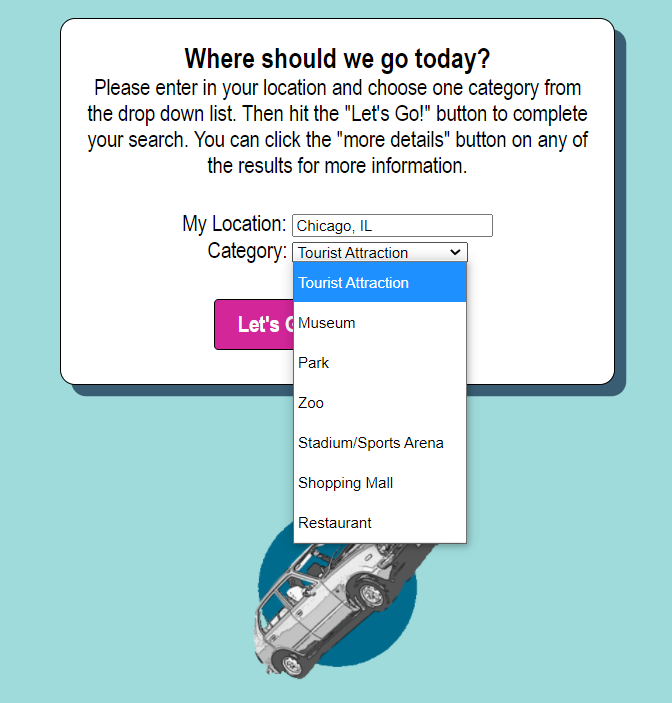 Where should we go today?
Please enter in your location and choose one category from
the drop down list. Then hit the "Let's Go!" button to complete
your search. You can click the "more details" button on any of
the results for more information.
My Location: Chicago, IL
Category: Tourist Attraction
Tourist Attraction
Let's
Museum
Park
Zoo
Stadium/Sports Arena
Shopping Mall
Restaurant